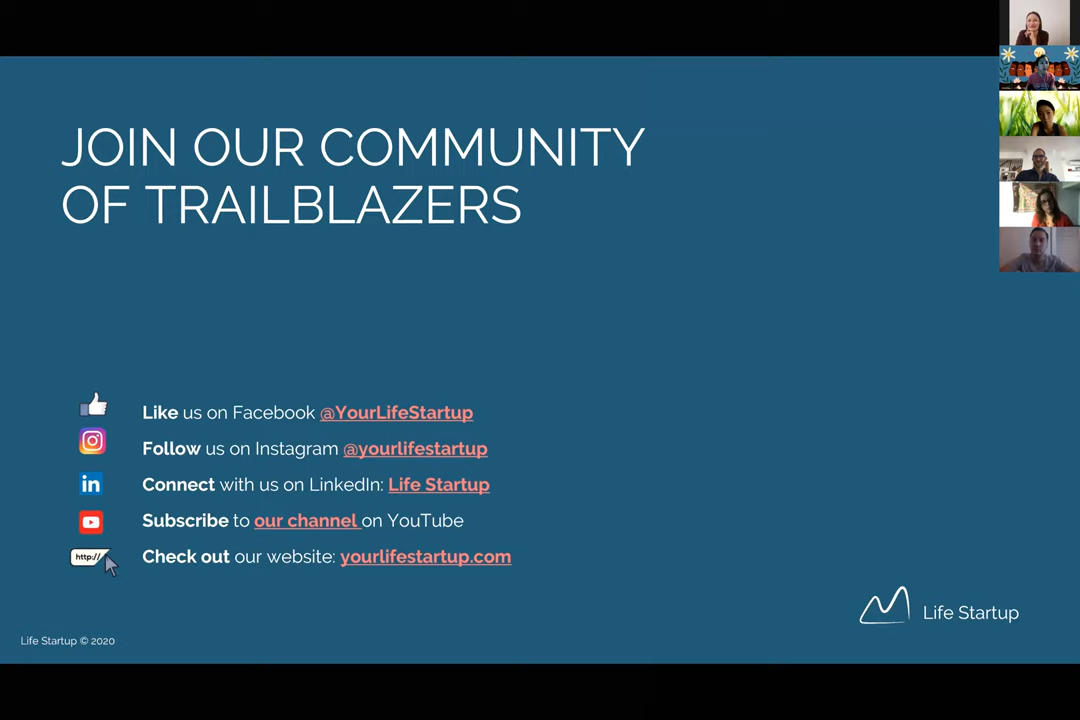 JOIN OUR COMMUNITY
OF TRAILBLAZERS
Like us on Facebook @YourLifeStartup
Follow us on Instagram @yourlifestartup
in
Connect with us on LinkedIn: Life Startup
Subscribe to our channel on YouTube
http://
Check out our website: yourlifestartup.com
Life Startup
Life Startup © 2020